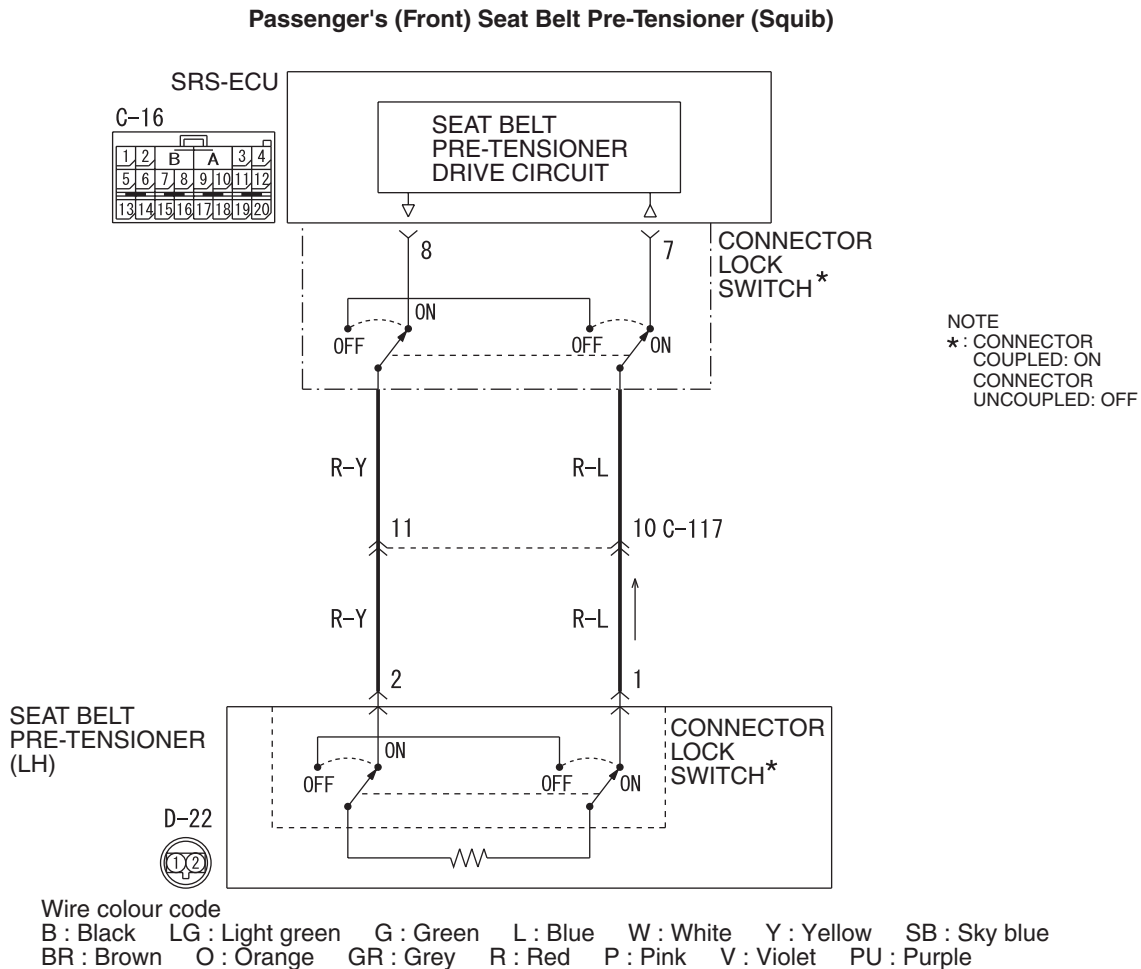 Passenger's (Front) Seat Belt Pre-Tensioner (Squib)
SRS-ECU
C-16
1 2 B A 3 4
5 6 7 8 9 10 11 12
13 14 15 16 17 18 19 20
SEAT BELT
PRE-TENSIONER
DRIVE CIRCUIT
8 7
CONNECTOR
LOCK
SWITCH*
ON
OFF OFF ON
NOTE
*: CONNECTOR
COUPLED: ON
CONNECTOR
UNCOUPLED: OFF
R-Y R-L
11 10 C-117
R-Y R-L
2 1
SEAT BELT
PRE-TENSIONER
(LH)
CONNECTOR
LOCK
SWITCH*
ON
OFF OFF ON
D-22
1 2
Wire colour code
B : Black LG : Light green G : Green L : Blue W : White Y : Yellow SB : Sky blue
BR : Brown O : Orange GR : Grey R : Red P : Pink V : Violet PU : Purple